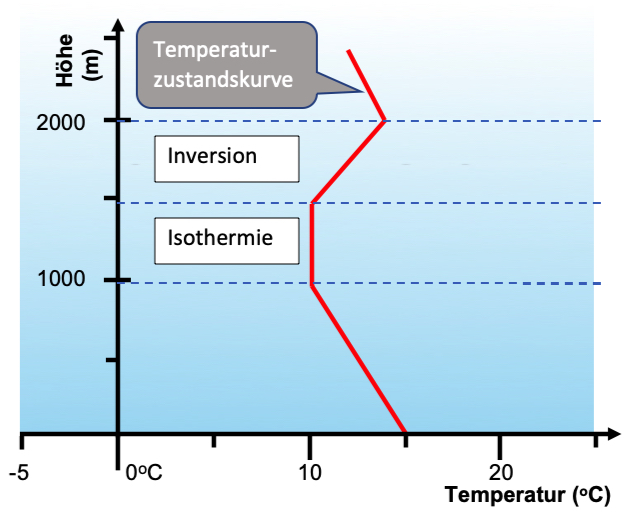 Höhe
(m)
Temperatur-
zustandskurve
2000
Inversion
Isothermie
1000
-5
0°C
10
20
Temperatur (°C)